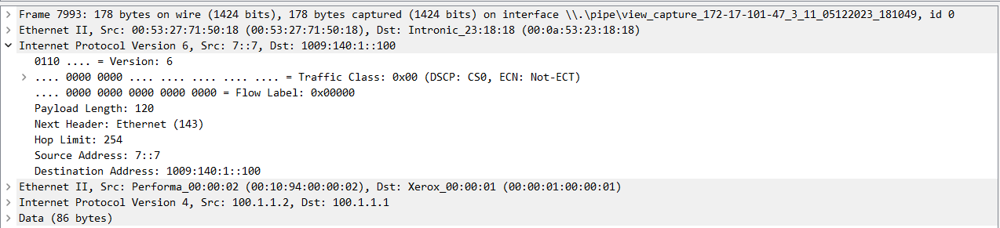 Frame 7993: 178 bytes on wire (1424 bits), 178 bytes captured (1424 bits) on interface \\.\pipe\view_capture_172-17-101-47_3_11_05122023_181049, id 0
Ethernet II, Src: 00:53:27:71:50:18 (00:53:27:71:50:18), Dst: Intronic_23:18:18 (00:0a:53:23:18:18)
Internet Protocol Version 6, Src: 7::7, Dst: 1009:140:1::100
0110 .... = Version: 6
.... 0000 0000 .... .... .... .... .... = Traffic Class: 0x00 (DSCP: CS0, ECN: Not-ECT)
.... 0000 0000 0000 0000 0000 = Flow Label: 0x00000
Payload Length: 120
Next Header: Ethernet (143)
Hop Limit: 254
Source Address: 7::7
Destination Address: 1009:140:1::100
Ethernet II, Src: Performa_00:00:02 (00:10:94:00:00:02), Dst: Xerox_00:00:01 (00:00:01:00:00:01)
Internet Protocol Version 4, Src: 100.1.1.2, Dst: 100.1.1.1
Data (86 bytes)